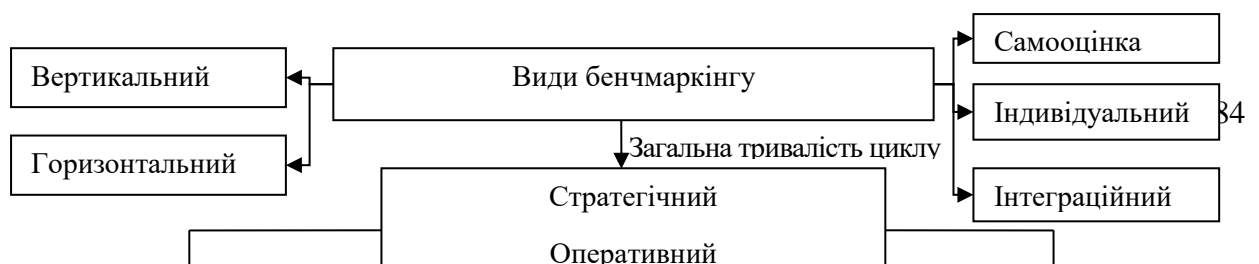 Самооцінка
Вертикальний
Види бенчмаркінгу
Індивідуальний
84
Горизонтальний
Загальна тривалість циклу
Стратегічний
Інтеграційний
Оперативний